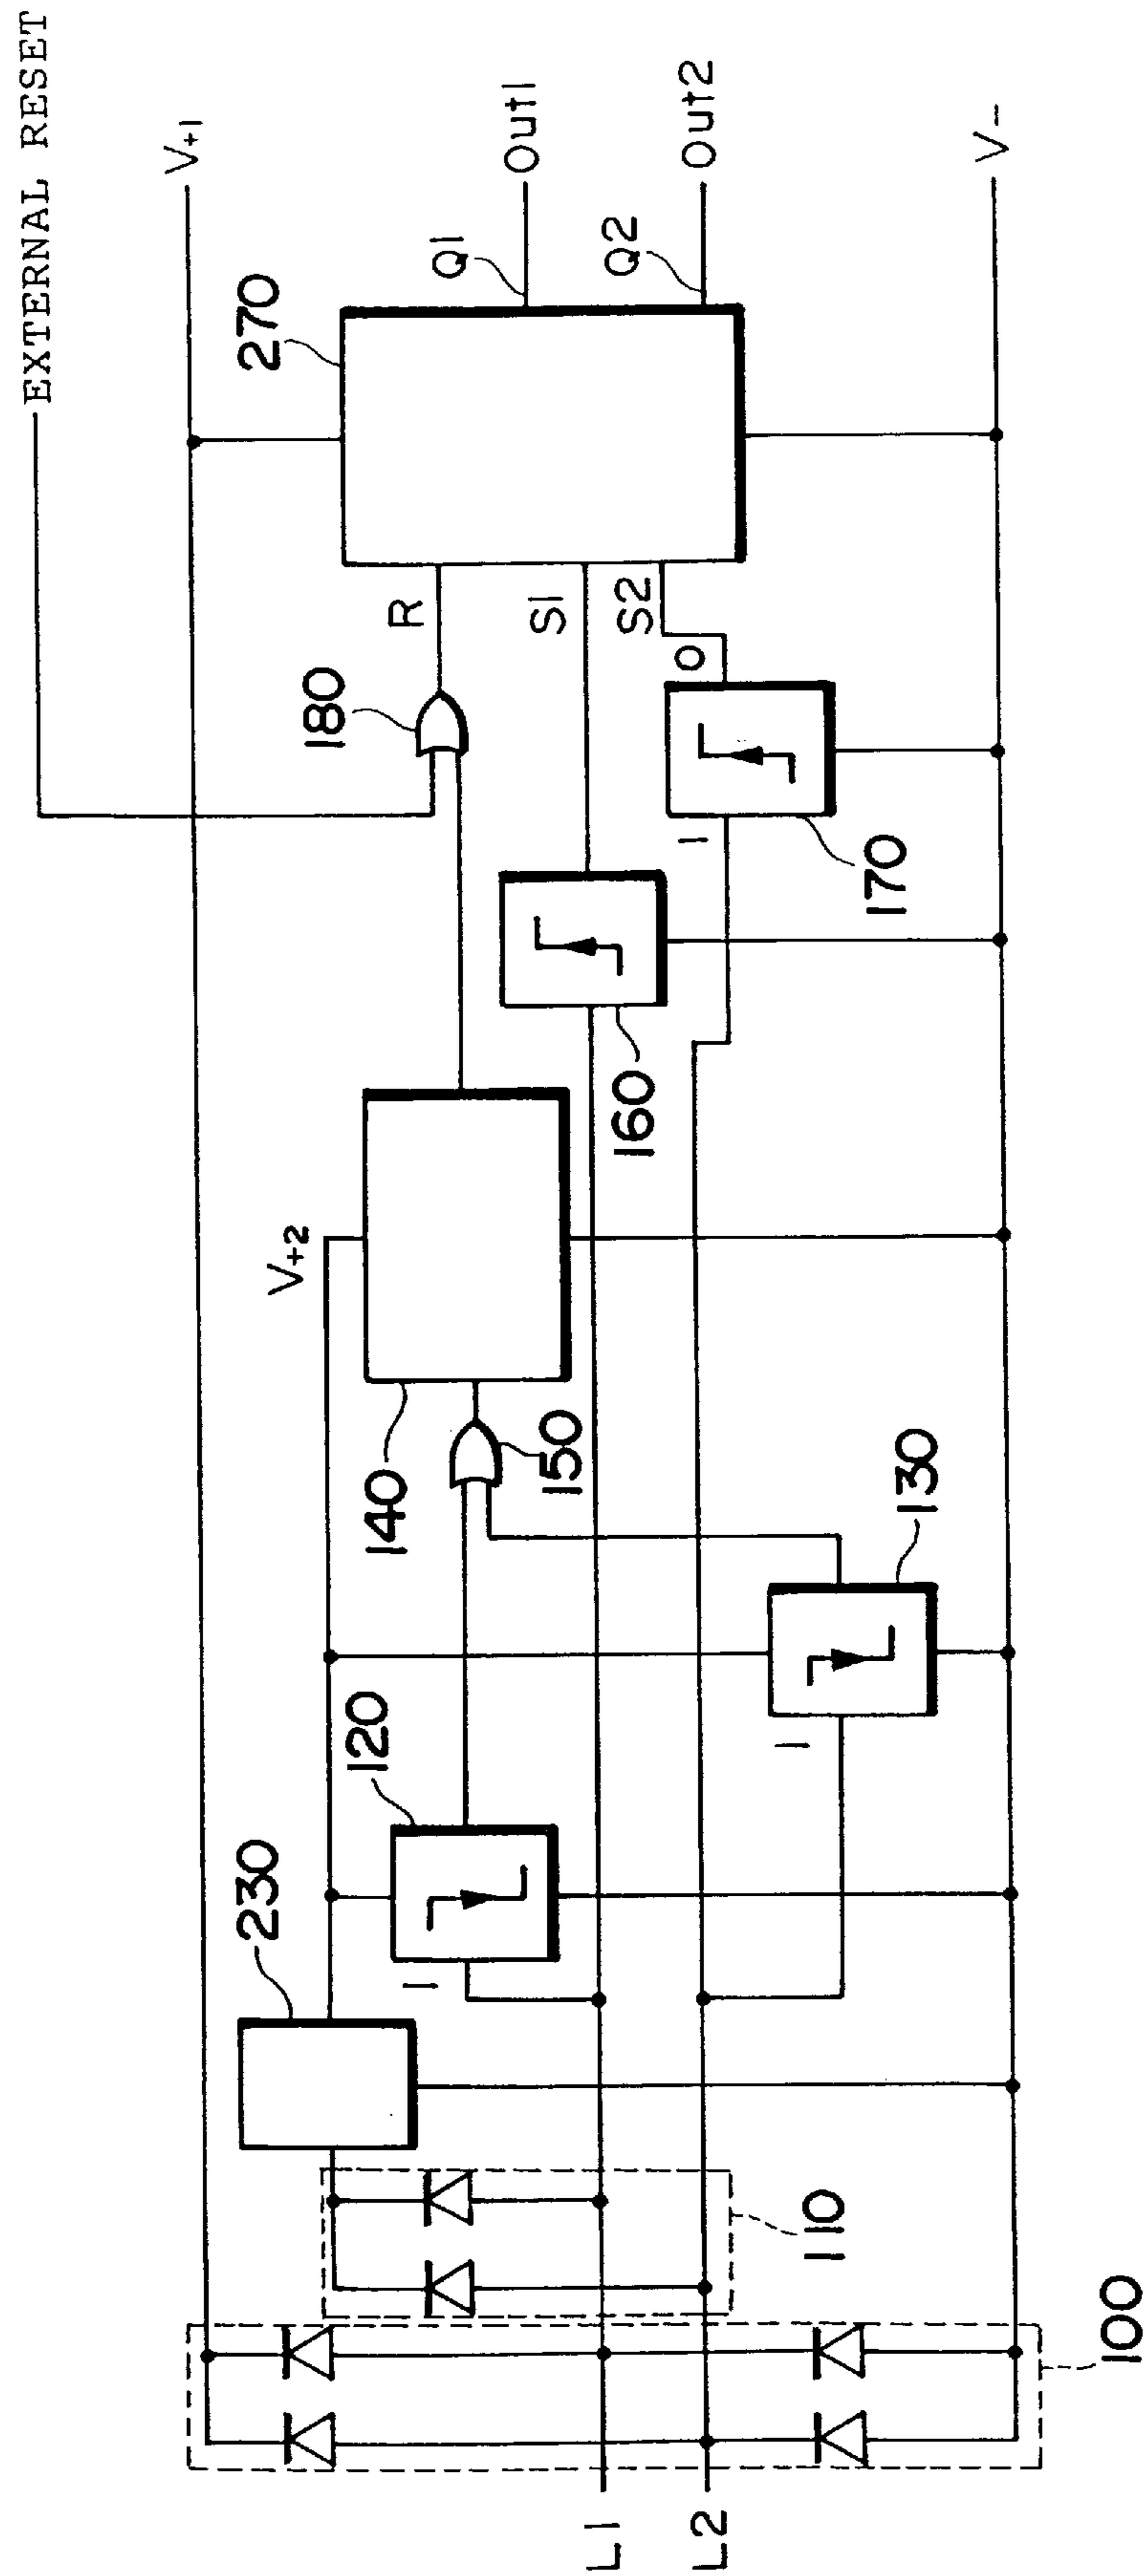 EXTERNAL RESET
V+1
Out1
Q1
Out2
Q2
V-
270
R
S1
S2
O
180
I
170
160
V+2
140
150
130
I
120
I
230
110
100
L1
L2